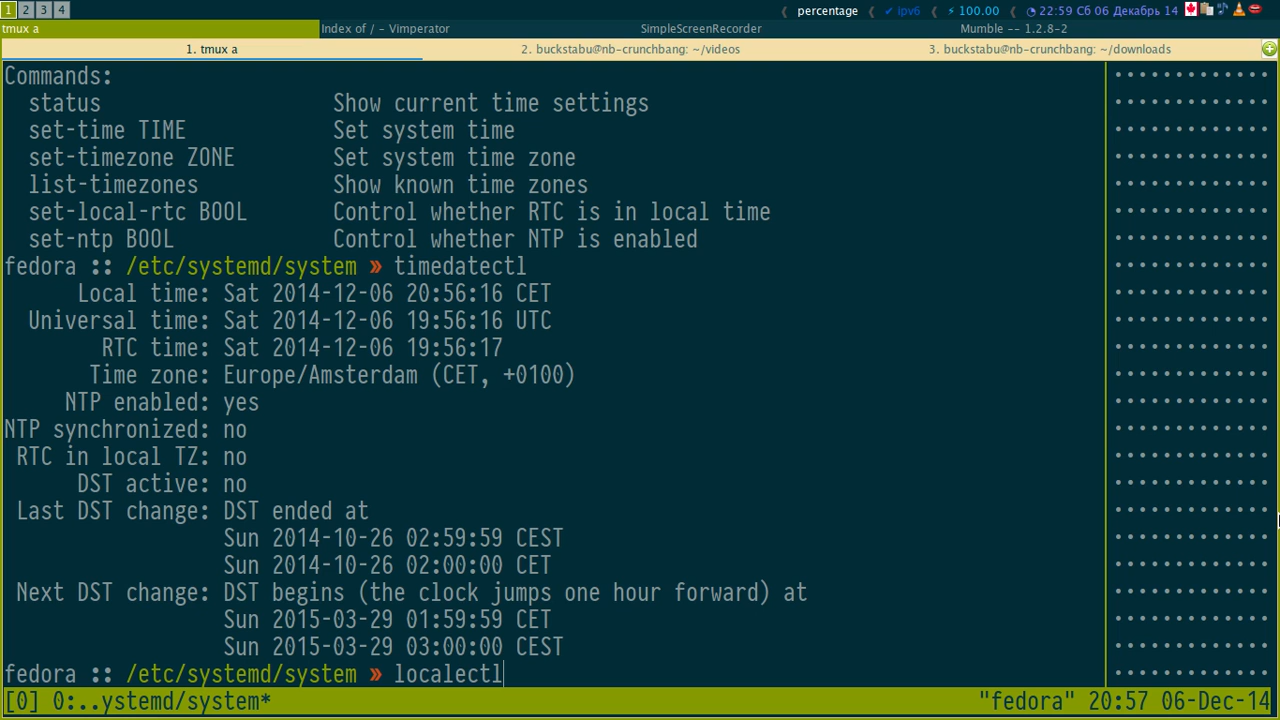 1 2 3 4 percentage ✔ ipv6 ⚡ 100.00 22:59 Сб 06 Декабрь 14
tmux a Index of / - Vimperator SimpleScreenRecorder Mumble -- 1.2.8-2
1. tmux a 2. buckstabu@nb-crunchbang: ~/videos 3. buckstabu@nb-crunchbang: ~/downloads
Commands:
status Show current time settings
set-time TIME Set system time
set-timezone ZONE Set system time zone
list-timezones Show known time zones
set-local-rtc BOOL Control whether RTC is in local time
set-ntp BOOL Control whether NTP is enabled
fedora :: /etc/systemd/system » timedatectl
Local time: Sat 2014-12-06 20:56:16 CET
Universal time: Sat 2014-12-06 19:56:16 UTC
RTC time: Sat 2014-12-06 19:56:17
Time zone: Europe/Amsterdam (CET, +0100)
NTP enabled: yes
NTP synchronized: no
RTC in local TZ: no
DST active: no
Last DST change: DST ended at
Sun 2014-10-26 02:59:59 CEST
Sun 2014-10-26 02:00:00 CET
Next DST change: DST begins (the clock jumps one hour forward) at
Sun 2015-03-29 01:59:59 CET
Sun 2015-03-29 03:00:00 CEST
fedora :: /etc/systemd/system » localectl
[0] 0:..ystemd/system* "fedora" 20:57 06-Dec-14